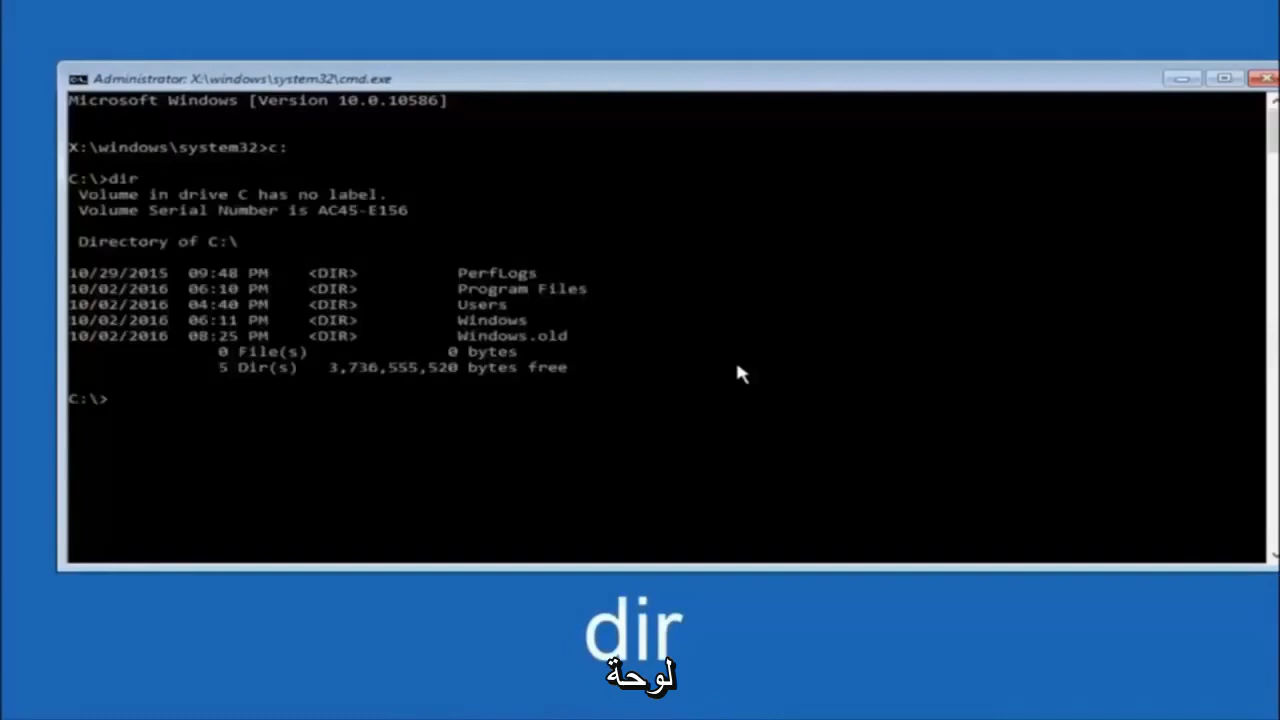 Administrator: X:\windows\system32\cmd.exe
Microsoft Windows [Version 10.0.10586]
X:\windows\system32>c:
C:\>dir
Volume in drive C has no label.
Volume Serial Number is AC45-E156
Directory of C:\
10/29/2015 09:48 PM <DIR> PerfLogs
10/02/2016 06:10 PM <DIR> Program Files
10/02/2016 04:40 PM <DIR> Users
10/02/2016 06:11 PM <DIR> Windows
10/02/2016 08:25 PM <DIR> Windows.old
0 File(s) 0 bytes
5 Dir(s) 3,736,555,520 bytes free
C:\>
dir
لوحة